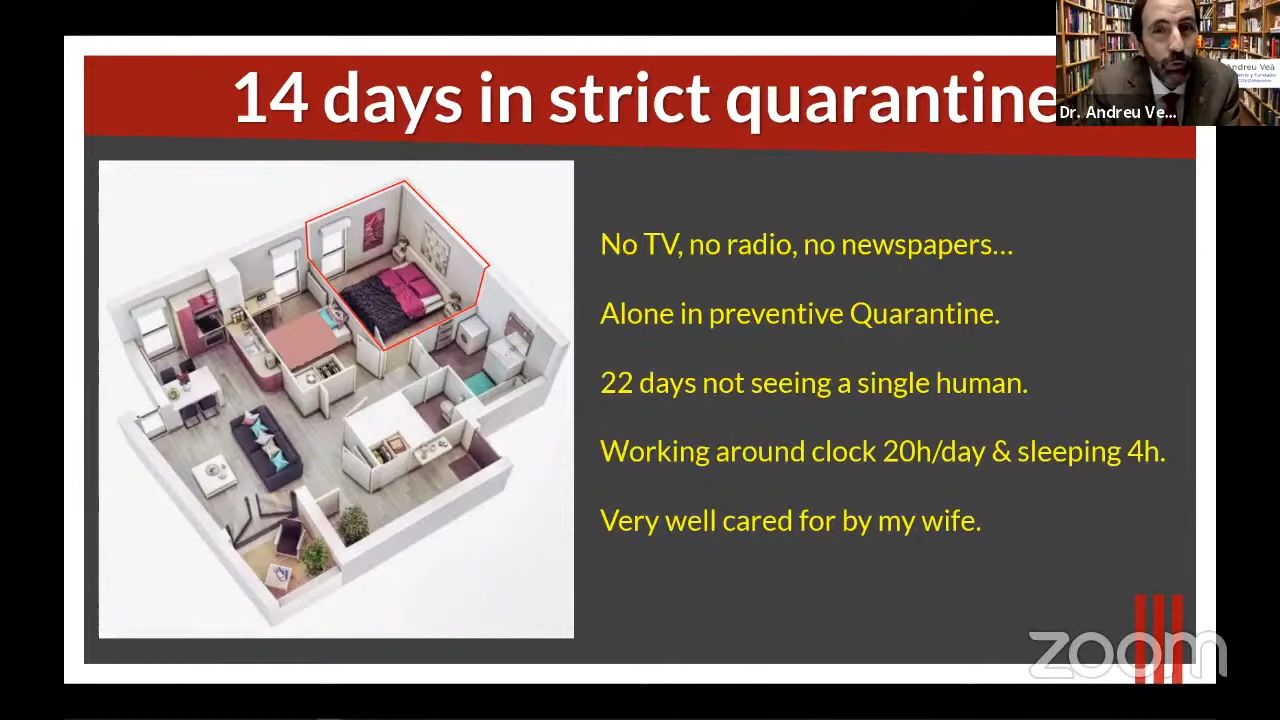 14 days in strict quarantine
Andreu Veà
Dr. Andreu Ve...
No TV, no radio, no newspapers...
Alone in preventive Quarantine.
22 days not seeing a single human.
Working around clock 20h/day & sleeping 4h.
Very well cared for by my wife.
zoom